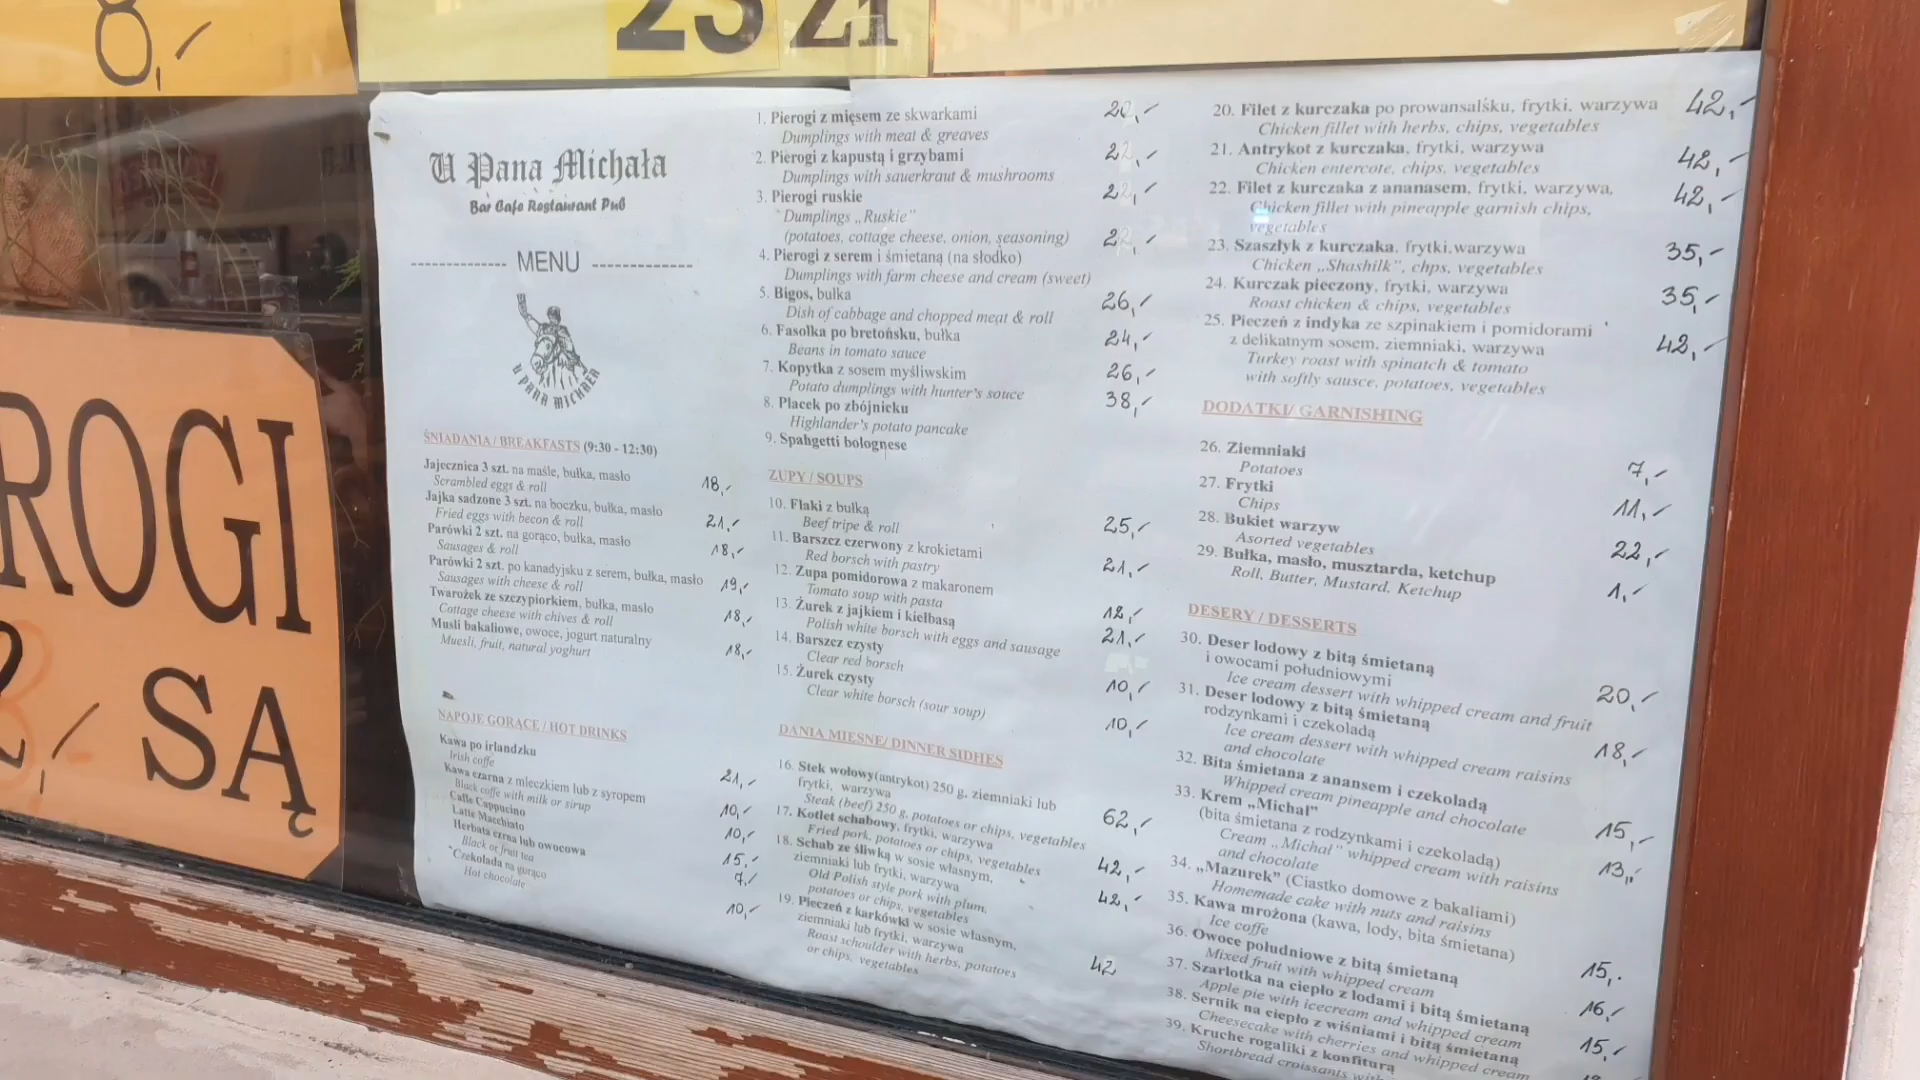 8,-
23 zł
ROGI
SĄ
U Pana Michała
Bar Cafe Restaurant Pub
MENU
U PANA MICHAŁA
ŚNIADANIA / BREAKFASTS (9:30 - 12:30)
Jajecznica 3 szt. na maśle, bułka, masło
Scrambled eggs & roll 18,-
Jajka sadzone 3 szt. na boczku, bułka, masło
Fried eggs with becon & roll 21,-
Parówki 2 szt. na gorąco, bułka, masło
Sausages & roll 18,-
Parówki 2 szt. po kanadyjsku z serem, bułka, masło
Sausages with cheese & roll 19,-
Twarożek ze szczypiorkiem, bułka, masło
Cottage cheese with chives & roll 18,-
Musli bakaliowe, owoce, jogurt naturalny
Muesli, fruit, natural yoghurt 18,-
NAPOJE GORĄCE / HOT DRINKS
Kawa po irlandzku
Irish coffe 21,-
Kawa czarna z mleczkiem lub z syropem
Black coffe with milk or sirup 10,-
Caffe Cappucino 10,-
Latte Macchiato 15,-
Herbata czrna lub owocowa 7,-
Black or fruit tea
Czekolada na gorąco
Hot chocolate 10,-
1. Pierogi z mięsem ze skwarkami
Dumplings with meat & greaves
2. Pierogi z kapustą i grzybami
Dumplings with sauerkraut & mushrooms
3. Pierogi ruskie
Dumplings „Ruskie"
(potatoes, cottage cheese, onion, seasoning)
4. Pierogi z serem i śmietaną (na słodko)
Dumplings with farm cheese and cream (sweet)
5. Bigos, bułka 26,-
Dish of cabbage and chopped meat & roll
6. Fasolka po bretońsku, bułka 24,-
Beans in tomato sauce
7. Kopytka z sosem myśliwskim 26,-
Potato dumplings with hunter's souce
8. Placek po zbójnicku 38,-
Highlander's potato pancake
9. Spahgetti bolognese
ZUPY / SOUPS
10. Flaki z bułką
Beef tripe & roll 25,-
11. Barszcz czerwony z krokietami
Red borsch with pastry 21,-
12. Zupa pomidorowa z makaronem
Tomato soup with pasta 12,-
13. Żurek z jajkiem i kiełbasą
Polish white borsch with eggs and sausage 21,-
14. Barszcz czysty
Clear red borsch 10,-
15. Żurek czysty
Clear white borsch (sour soup) 10,-
DANIA MIĘSNE/ DINNER SIDHES
16. Stek wołowy(antrykot) 250 g, ziemniaki lub
frytki, warzywa
Steak (beef) 250 g, potatoes or chips, vegetables 62,-
17. Kotlet schabowy, frytki, warzywa
Fried pork, potatoes or chips, vegetables 42,-
18. Schab ze śliwką w sosie własnym,
ziemniaki lub frytki, warzywa
Old Polish style pork with plum, 42,-
potatoes or chips, vegetables
19. Pieczeń z karkówki w sosie własnym,
ziemniaki lub frytki, warzywa
Roast schoulder with herbs, potatoes 42
or chips, vegetables
20. Filet z kurczaka po prowansalsku, frytki, warzywa 42,-
Chicken fillet with herbs, chips, vegetables
21. Antrykot z kurczaka, frytki, warzywa 42,-
Chicken entercote, chips, vegetables
22. Filet z kurczaka z ananasem, frytki, warzywa, 42,-
Chicken fillet with pineapple garnish chips,
vegetables
23. Szaszłyk z kurczaka, frytki,warzywa 35,-
Chicken „Shashilk", chps, vegetables
24. Kurczak pieczony, frytki, warzywa 35,-
Roast chicken & chips, vegetables
25. Pieczeń z indyka ze szpinakiem i pomidorami
z delikatnym sosem, ziemniaki, warzywa 42,-
Turkey roast with spinatch & tomato
with softly sausce, potatoes, vegetables
DODATKI/ GARNISHING
26. Ziemniaki
Potatoes 7,-
27. Frytki
Chips 11,-
28. Bukiet warzyw
Asorted vegetables 22,-
29. Bułka, masło, musztarda, ketchup
Roll, Butter, Mustard, Ketchup 1,-
DESERY / DESSERTS
30. Deser lodowy z bitą śmietaną
i owocami południowymi
Ice cream dessert with whipped cream and fruit 20,-
31. Deser lodowy z bitą śmietaną
rodzynkami i czekoladą
Ice cream dessert with whipped cream raisins 18,-
and chocolate
32. Bita śmietana z anansem i czekoladą
Whipped cream pineapple and chocolate 15,-
33. Krem „Michał"
(bita śmietana z rodzynkami i czekoladą)
Cream „Michał" whipped cream with raisins 13,-
and chocolate
34. „Mazurek" (Ciastko domowe z bakaliami)
Homemade cake with nuts and raisins
35. Kawa mrożona (kawa, lody, bita śmietana)
Ice coffe 15,-
36. Owoce południowe z bitą śmietaną
Mixed fruit with whipped cream 16,-
37. Szarlotka na ciepło z lodami i bitą śmietaną
Apple pie with icecream and whipped cream 15,-
38. Sernik na ciepło z wiśniami i bitą śmietaną
Cheesecake with cherries and whipped cream
39. Kruche rogaliki z konfiturą
Shortbread croissants